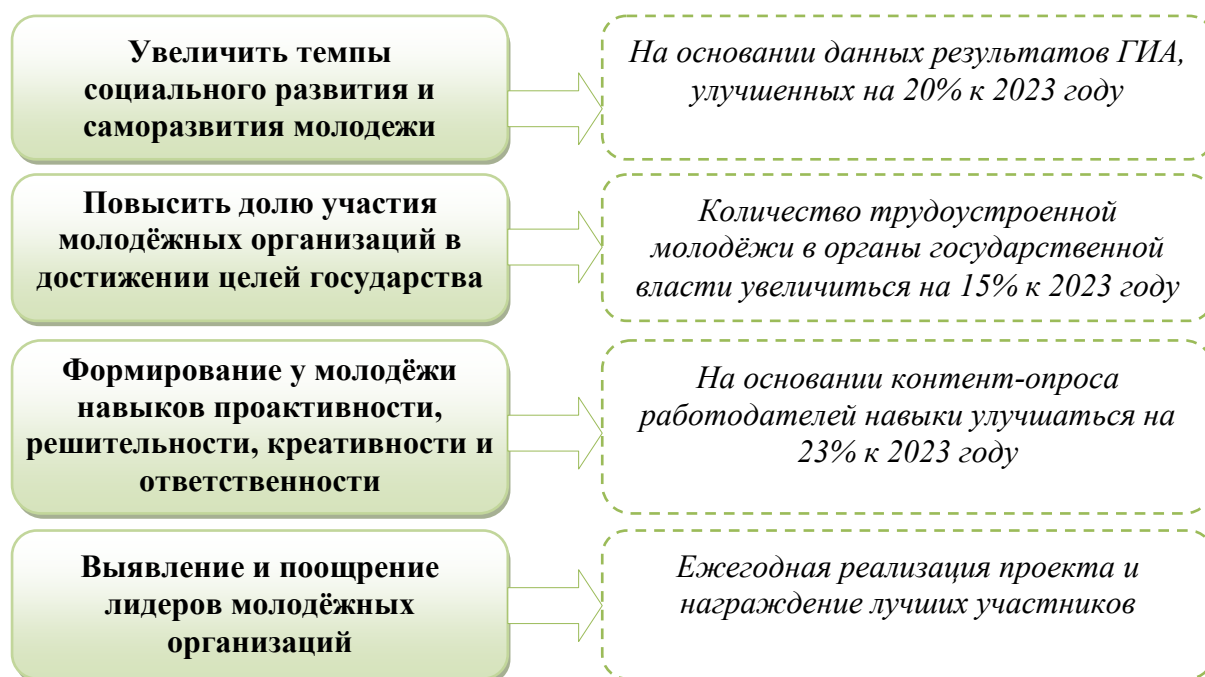 Увеличить темпы
социального развития и
саморазвития молодежи
На основании данных результатов ГИА,
улучшенных на 20% к 2023 году
Повысить долю участия
молодёжных организаций в
достижении целей государства
Количество трудоустроенной
молодёжи в органы государственной
власти увеличиться на 15% к 2023 году
Формирование у молодёжи
навыков проактивности,
решительности, креативности и
ответственности
На основании контент-опроса
работодателей навыки улучшаться на
23% к 2023 году
Выявление и поощрение
лидеров молодёжных
организаций
Ежегодная реализация проекта и
награждение лучших участников